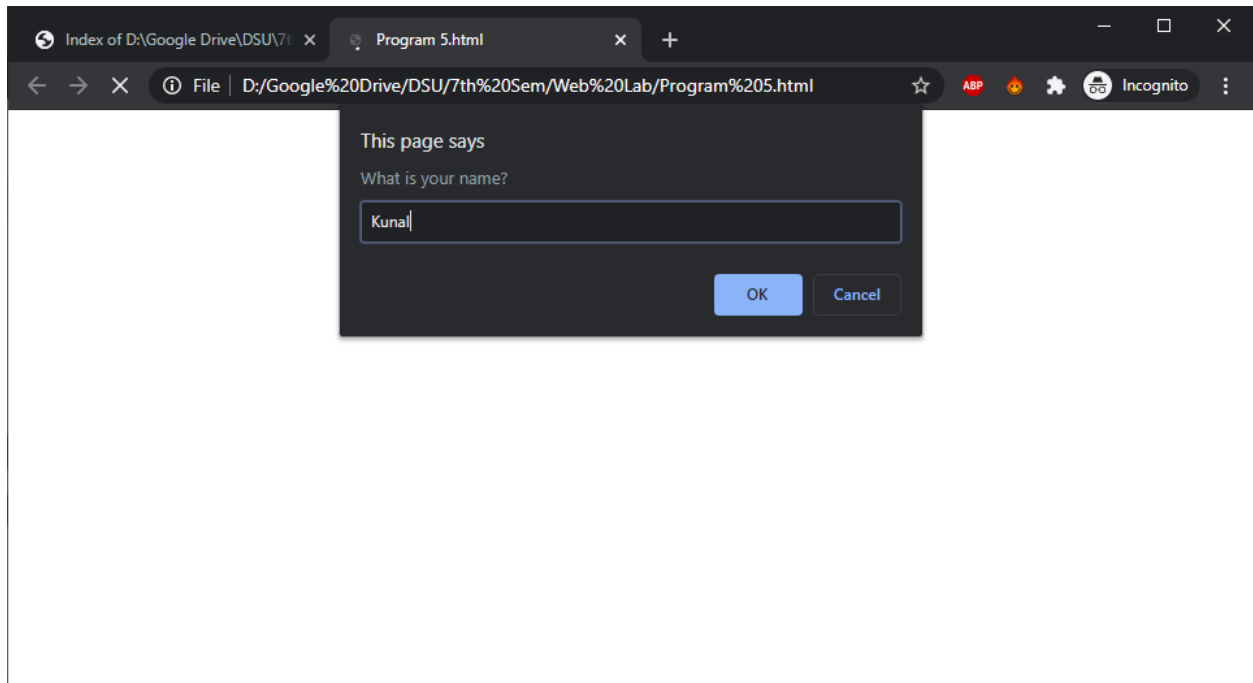 Index of D:\Google Drive\DSU\7t
Program 5.html
File
D:/Google%20Drive/DSU/7th%20Sem/Web%20Lab/Program%205.html
ABP
Incognito
This page says
What is your name?
Kunal
OK
Cancel